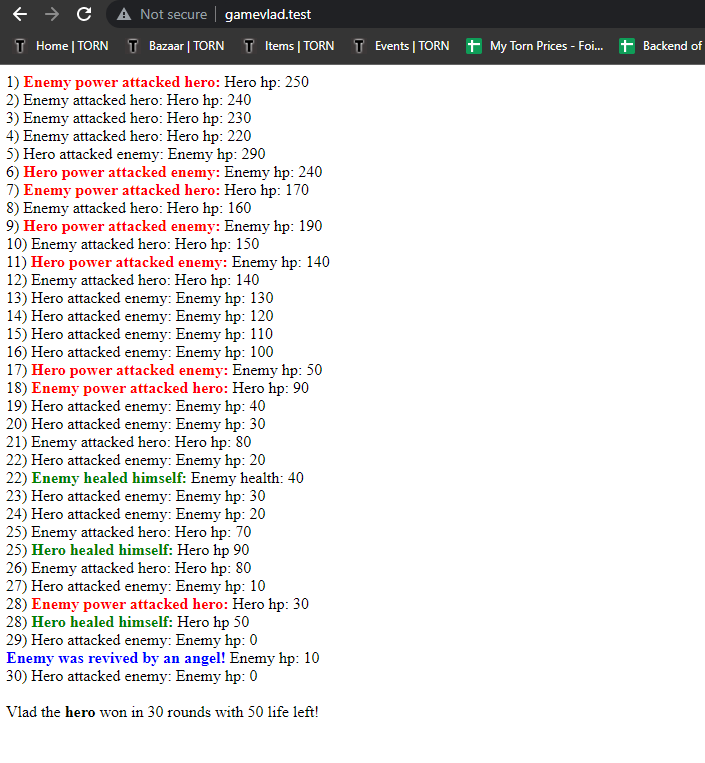 Not secure | gamevlad.test
Home | TORN Bazaar | TORN Items | TORN Events | TORN My Torn Prices - Foi... Backend of
1) Enemy power attacked hero: Hero hp: 250
2) Enemy attacked hero: Hero hp: 240
3) Enemy attacked hero: Hero hp: 230
4) Enemy attacked hero: Hero hp: 220
5) Hero attacked enemy: Enemy hp: 290
6) Hero power attacked enemy: Enemy hp: 240
7) Enemy power attacked hero: Hero hp: 170
8) Enemy attacked hero: Hero hp: 160
9) Hero power attacked enemy: Enemy hp: 190
10) Enemy attacked hero: Hero hp: 150
11) Hero power attacked enemy: Enemy hp: 140
12) Enemy attacked hero: Hero hp: 140
13) Hero attacked enemy: Enemy hp: 130
14) Hero attacked enemy: Enemy hp: 120
15) Hero attacked enemy: Enemy hp: 110
16) Hero attacked enemy: Enemy hp: 100
17) Hero power attacked enemy: Enemy hp: 50
18) Enemy power attacked hero: Hero hp: 90
19) Hero attacked enemy: Enemy hp: 40
20) Hero attacked enemy: Enemy hp: 30
21) Enemy attacked hero: Hero hp: 80
22) Hero attacked enemy: Enemy hp: 20
22) Enemy healed himself: Enemy health: 40
23) Hero attacked enemy: Enemy hp: 30
24) Hero attacked enemy: Enemy hp: 20
25) Enemy attacked hero: Hero hp: 70
25) Hero healed himself: Hero hp 90
26) Enemy attacked hero: Hero hp: 80
27) Hero attacked enemy: Enemy hp: 10
28) Enemy power attacked hero: Hero hp: 30
28) Hero healed himself: Hero hp 50
29) Hero attacked enemy: Enemy hp: 0
Enemy was revived by an angel! Enemy hp: 10
30) Hero attacked enemy: Enemy hp: 0
Vlad the hero won in 30 rounds with 50 life left!